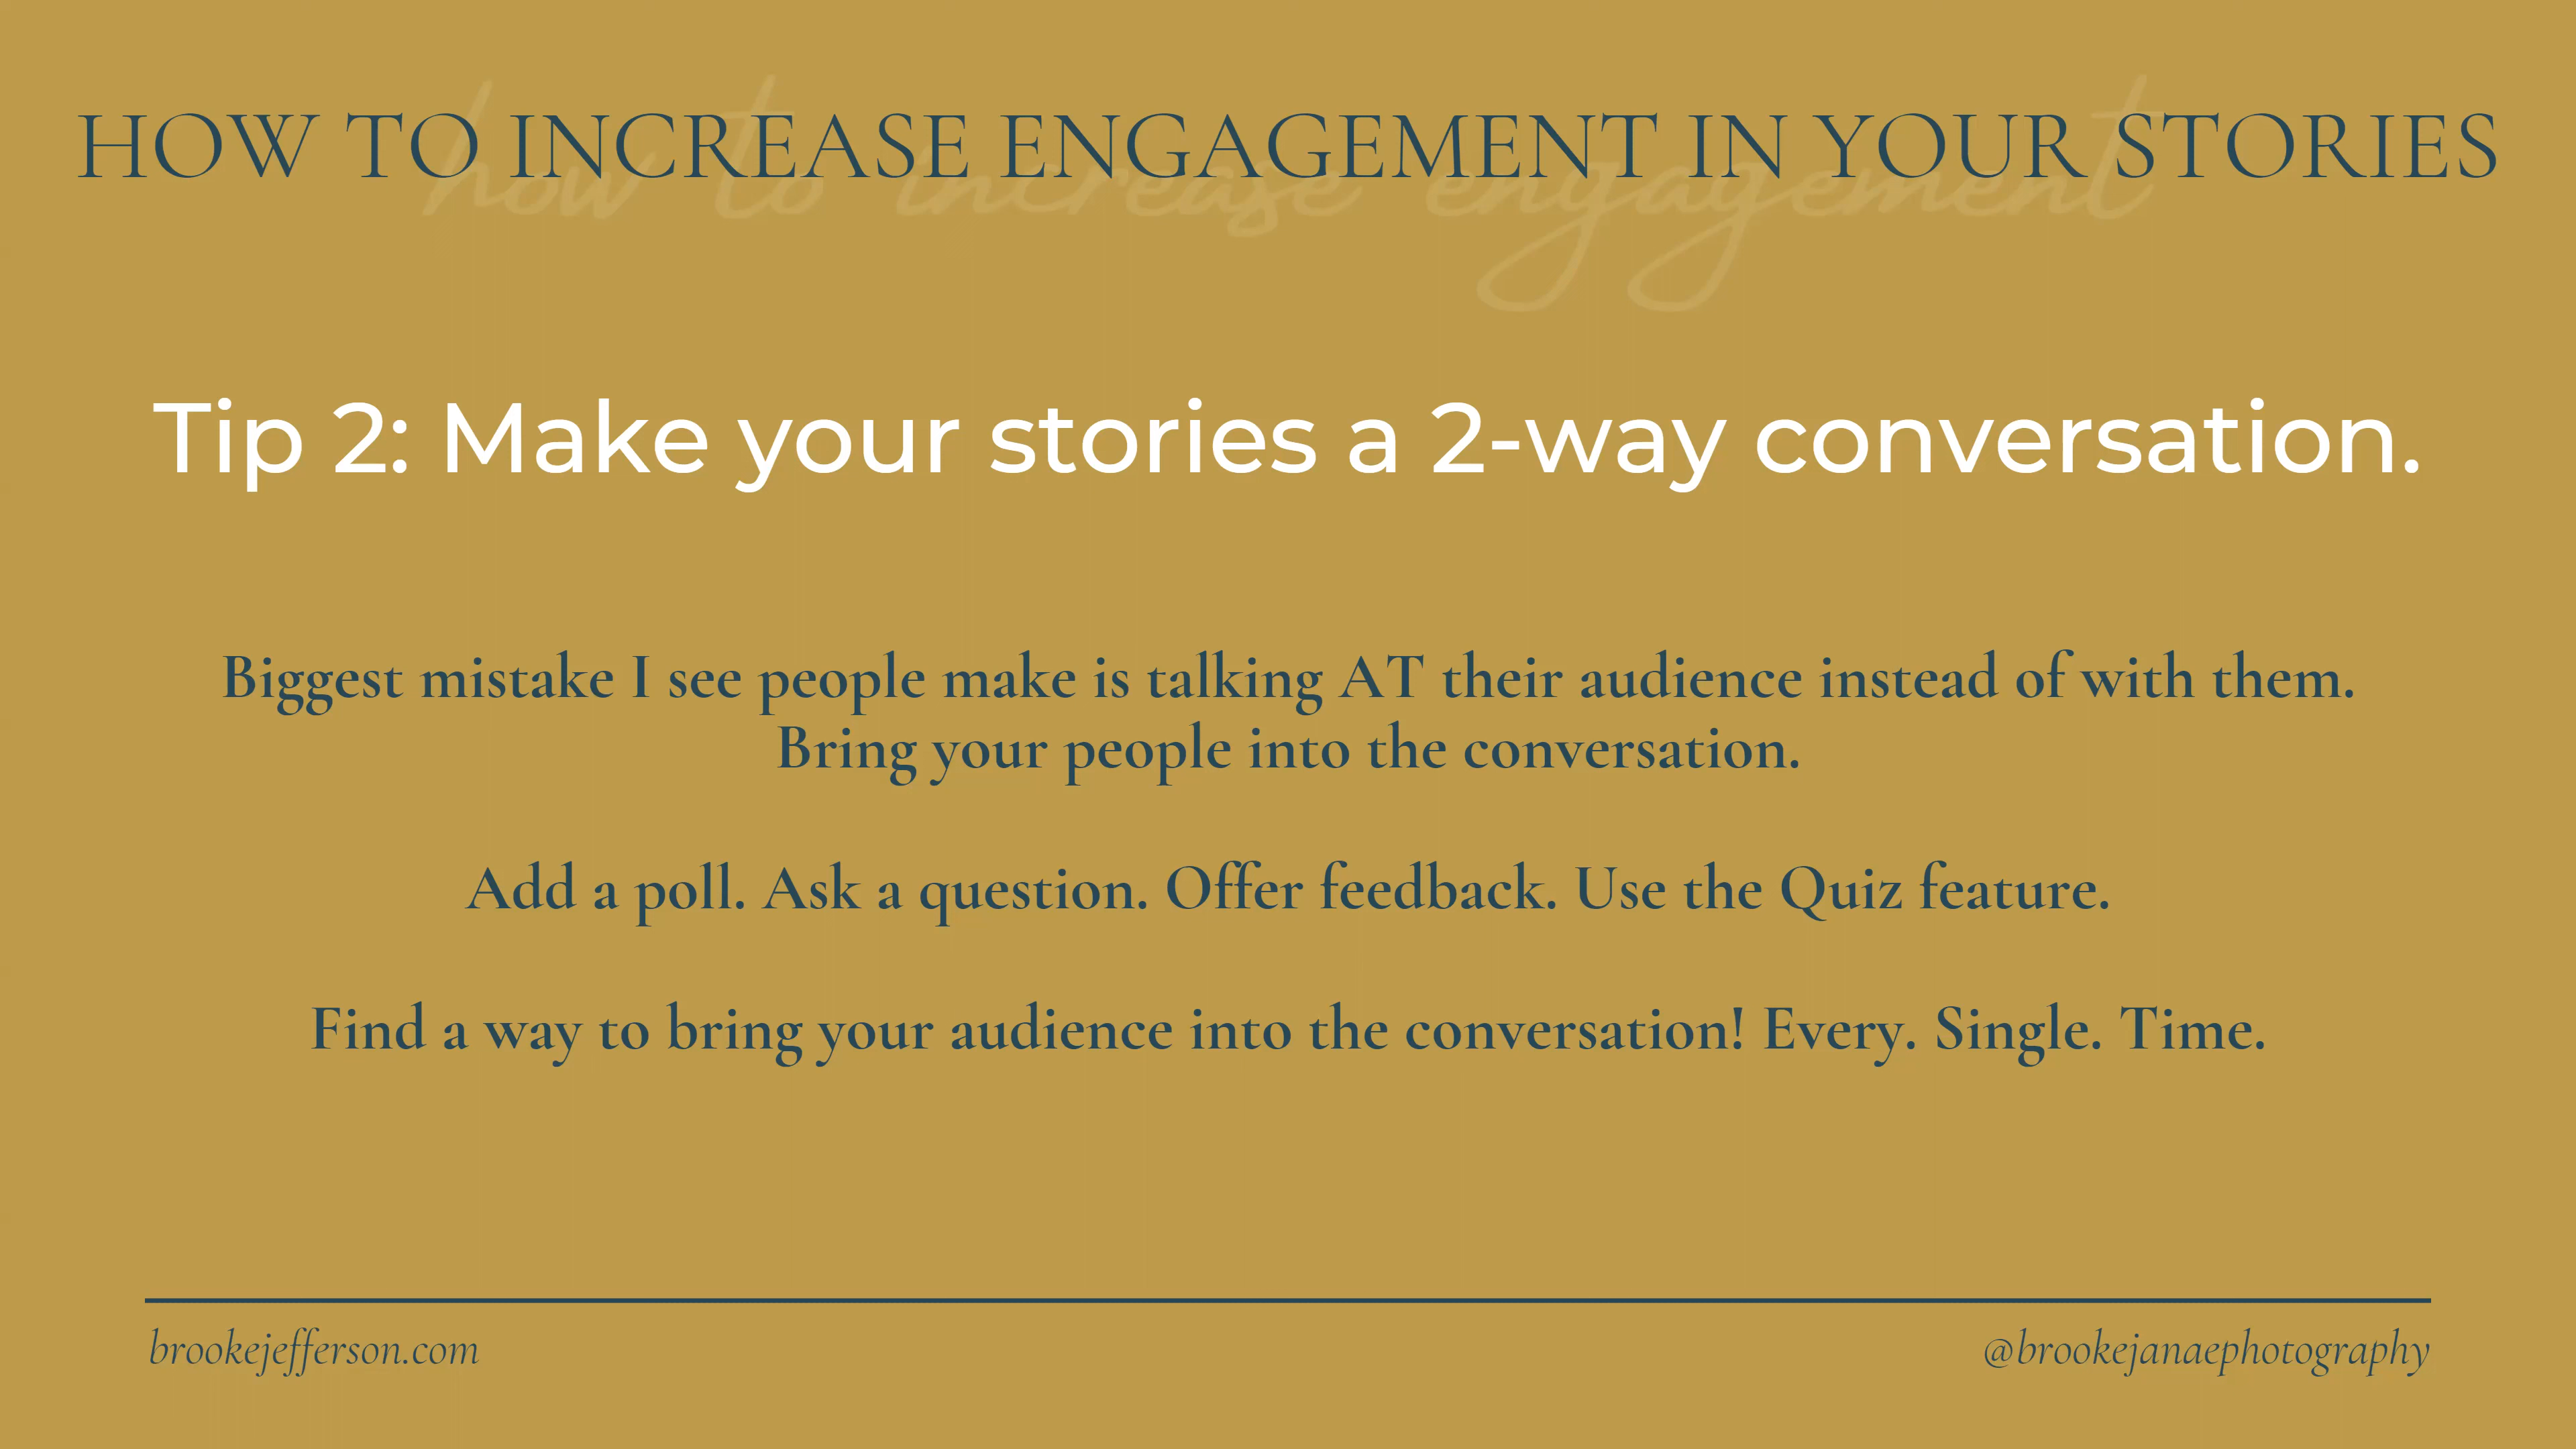 HOW TO INCREASE ENGAGEMENT IN YOUR STORIES
how to increase engagement
Tip 2: Make your stories a 2-way conversation.
Biggest mistake I see people make is talking AT their audience instead of with them.
Bring your people into the conversation.
Add a poll. Ask a question. Offer feedback. Use the Quiz feature.
Find a way to bring your audience into the conversation! Every. Single. Time.
brookejefferson.com
@brookejanaephotography